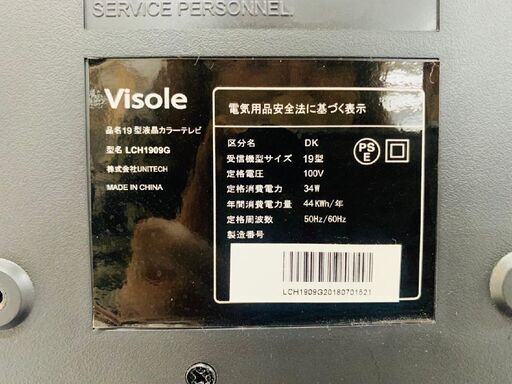 SERVICE PERSONNEL.
Visole
品名19型液晶カラーテレビ
型名 LCH1909G
株式会社UNITECH
MADE IN CHINA
電気用品安全法に基づく表示
区分名 DK
受信機型サイズ 19型
定格電圧 100V
定格消費電力 34W
年間消費電力量 44KWh/年
定格周波数 50Hz/60Hz
製造番号
PS
E
LCH1909G20180701521